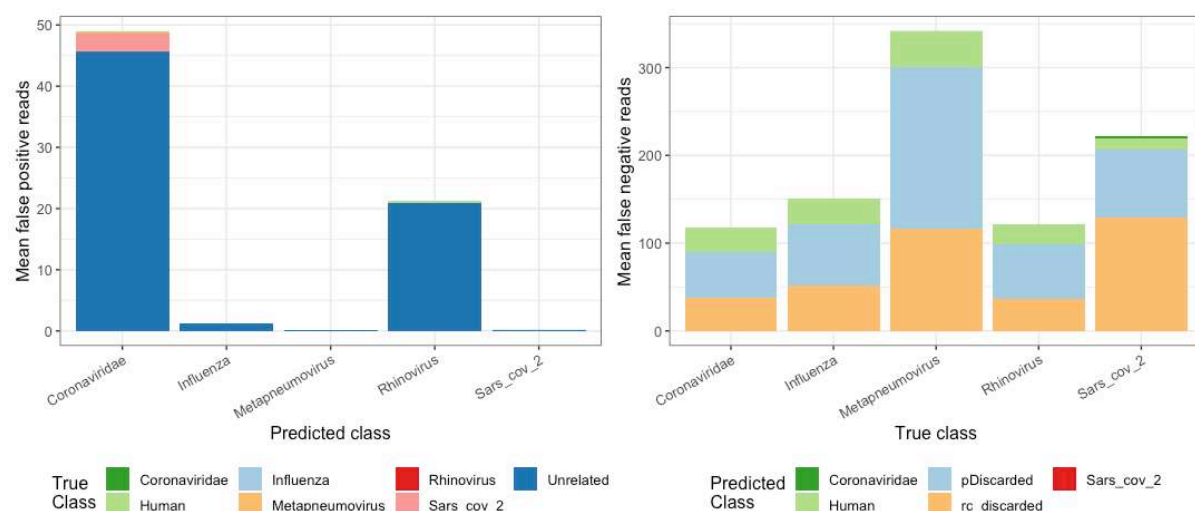 50
40
30
20
10
0
Mean false positive reads
Coronaviridae
Influenza
Metapneumovirus
Rhinovirus
Sars_cov_2
Predicted class
True
Class
Coronaviridae
Influenza
Rhinovirus
Unrelated
Human
Metapneumovirus
Sars_cov_2
300
200
100
0
Mean false negative reads
Coronaviridae
Influenza
Metapneumovirus
Rhinovirus
Sars_cov_2
True class
Predicted
Class
Coronaviridae
pDiscarded
Sars_cov_2
Human
rc_discarded